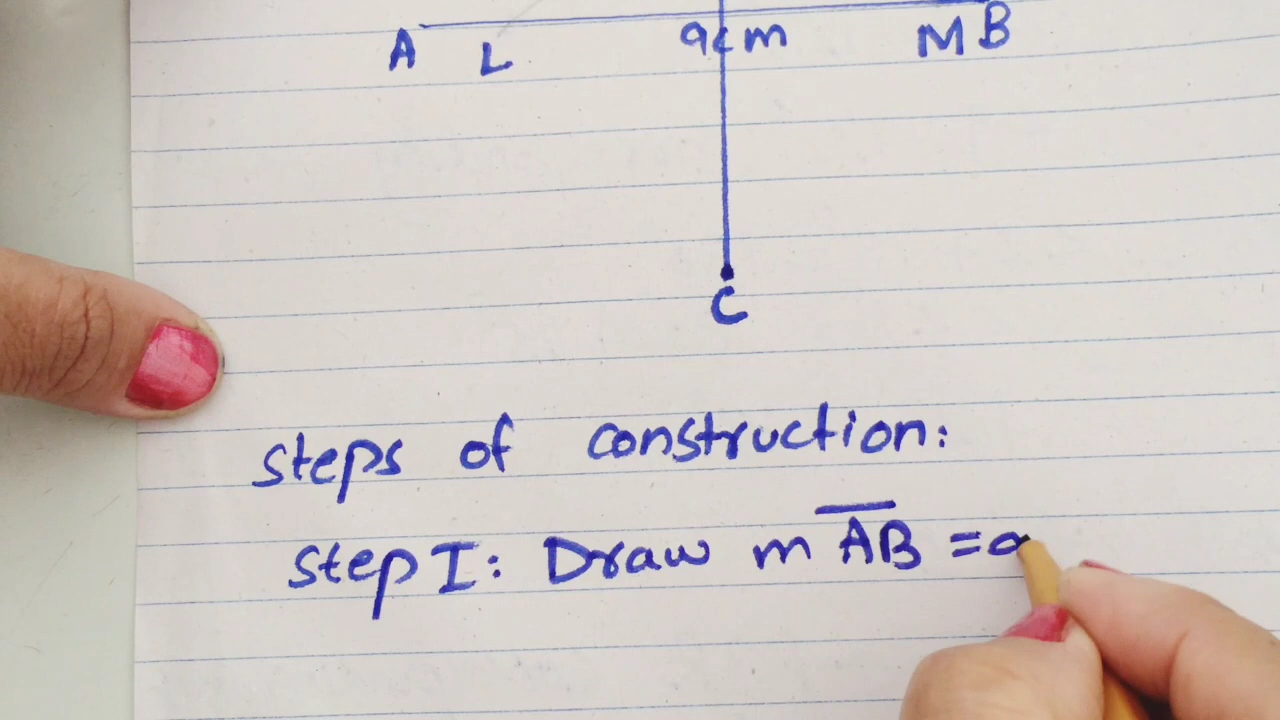 A L 9cm M B
C
steps of construction:
step I: Draw m AB =